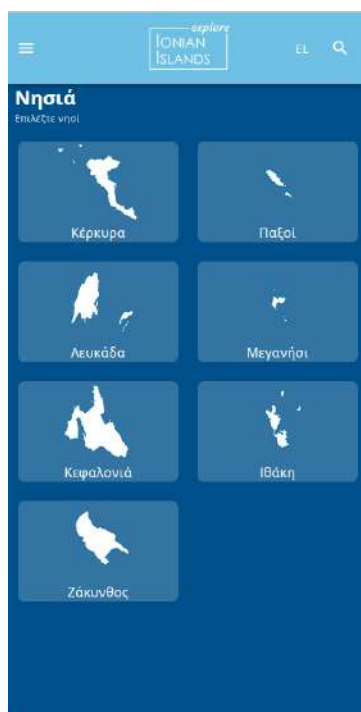 explore
IONIAN
ISLANDS
EL
Νησιά
Επιλέξτε νησί
Κέρκυρα
Παξοί
Λευκάδα
Μεγανήσι
Κεφαλονιά
Ιθάκη
Ζάκυνθος